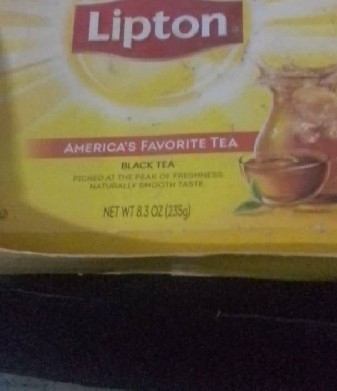 Lipton
AMERICA'S FAVORITE TEA
BLACK TEA
PICKED AT THE PEAK OF FRESHNESS
NATURALLY SMOOTH TASTE
NET WT 8.3 OZ (235g)